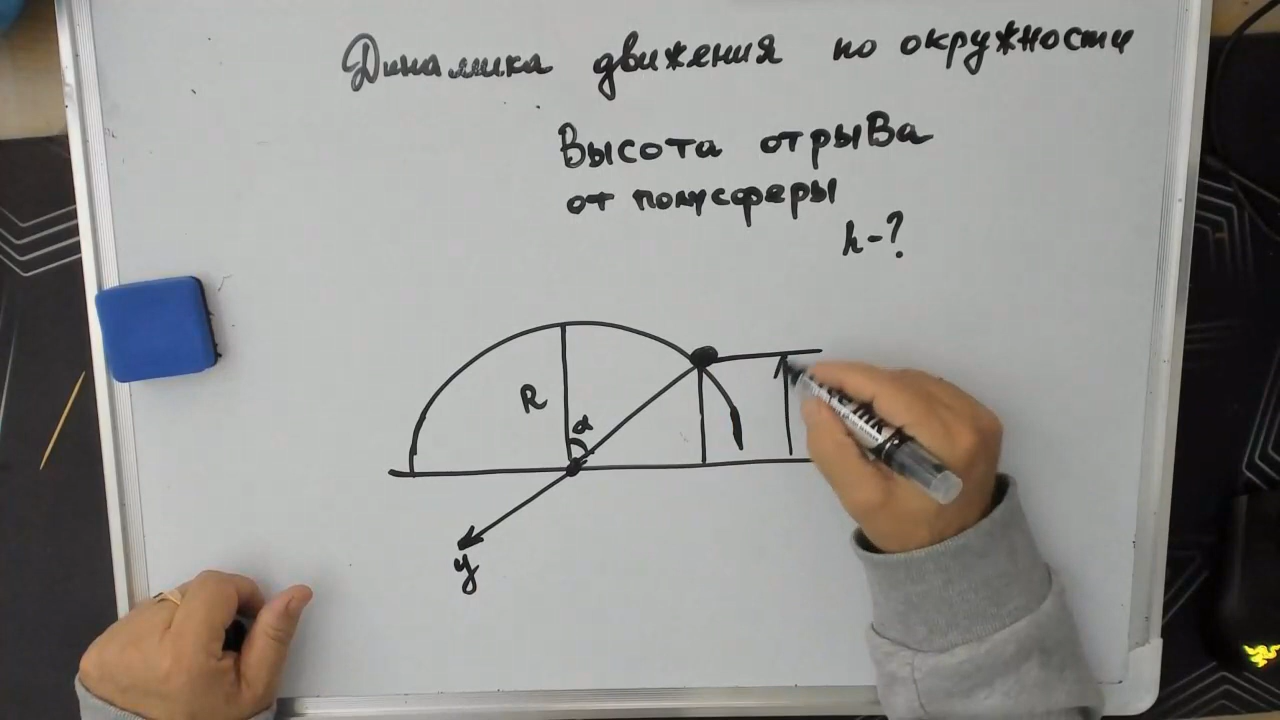 Динамика движения по окружности
Высота отрыва
от полусферы
h-?
R
α
y